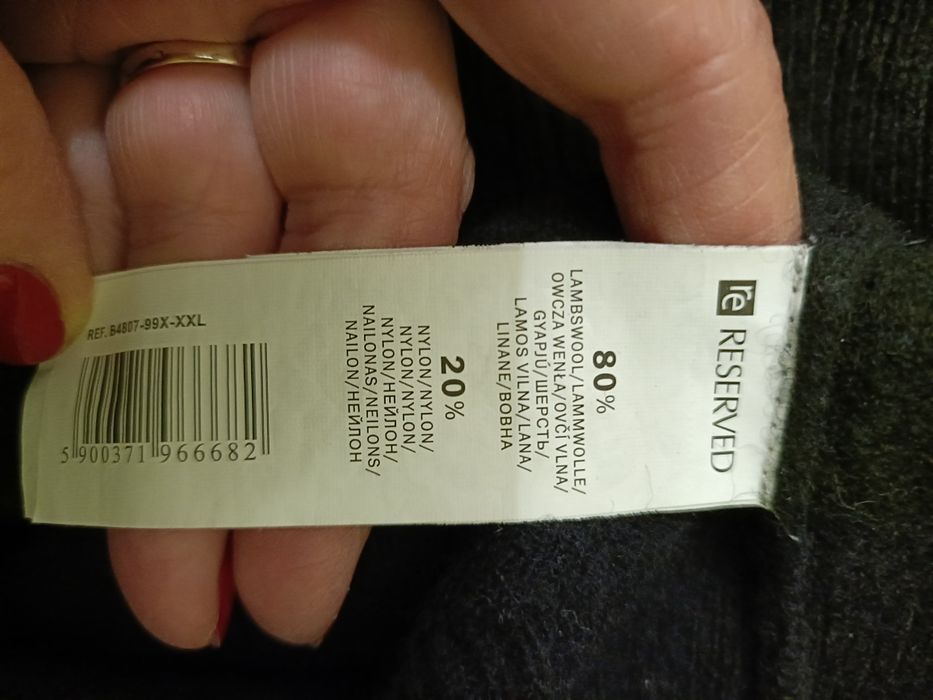 re RESERVED
80%
LAMBSWOOL/LAMMWOLLE/
OWCZA WEŁNA/OVČÍ VLNA/
GYAPJÚ/ШЕРСТЬ/
LAMOS VILNA/LANA/
LINANE/ВОВНА
20%
NYLON/NYLON/
NYLON/NYLON/
NYLON/НЕЙЛОН/
NAILONAS/NEILONS/
NAILON/НЕЙЛОН
REF. B4807-99X-XXL
5 900371 966682